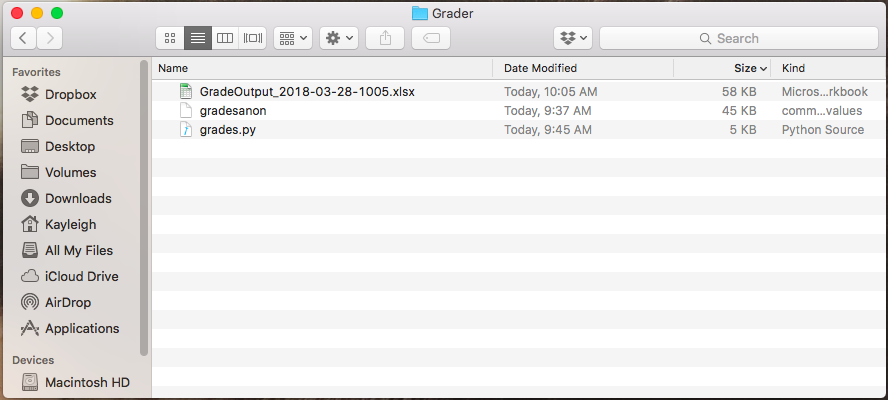 Grader
Search
Favorites
Dropbox
Documents
Desktop
Volumes
Downloads
Kayleigh
All My Files
iCloud Drive
AirDrop
Applications
Devices
Macintosh HD
Name Date Modified Size Kind
GradeOutput_2018-03-28-1005.xlsx Today, 10:05 AM 58 KB Micros...rkbook
gradesanon Today, 9:37 AM 45 KB comm...values
grades.py Today, 9:45 AM 5 KB Python Source